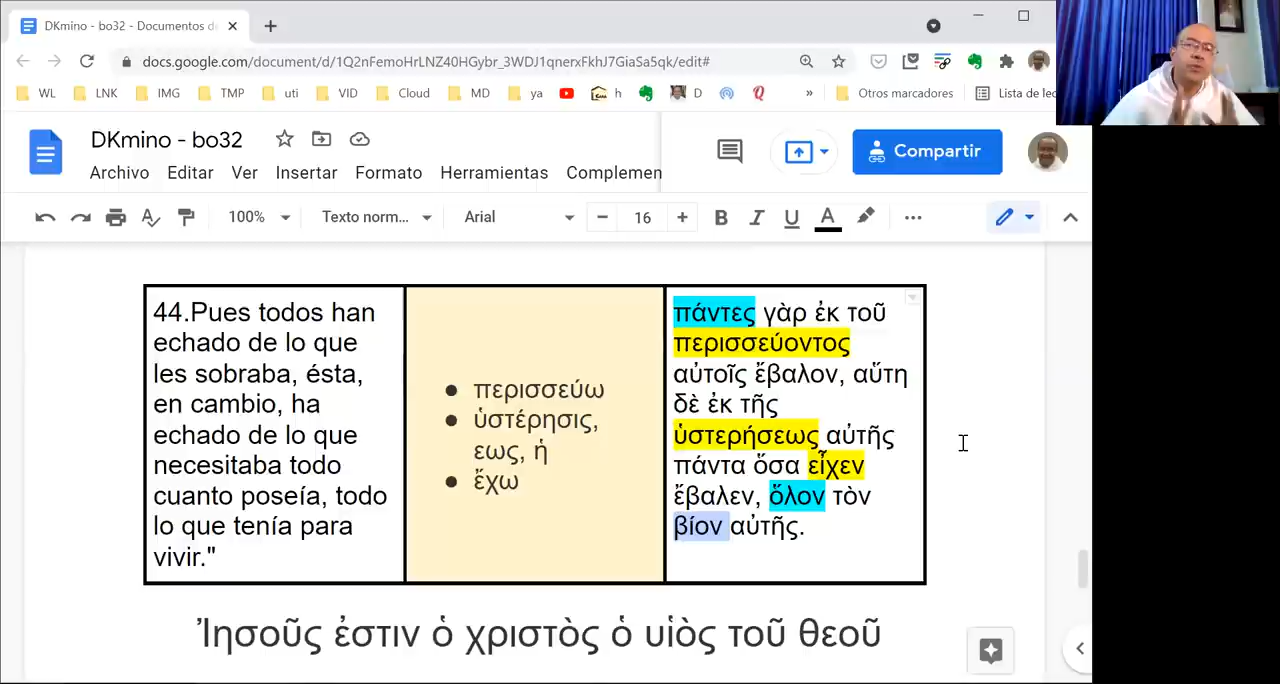 DKmino - bo32 - Documentos de
docs.google.com/document/d/1Q2nFemoHrLNZ40HGybr_3WDJ1qnerxFkhJ7GiaSa5qk/edit#
WL LNK IMG TMP uti VID Cloud MD ya h D » Otros marcadores Lista de lec
DKmino - bo32
Compartir
Archivo Editar Ver Insertar Formato Herramientas Complemen
100% Texto norm... Arial − 16 + B I U A
44.Pues todos han
echado de lo que
les sobraba, ésta,
en cambio, ha
echado de lo que
necesitaba todo
cuanto poseía, todo
lo que tenía para
vivir."
● περισσεύω
● ὑστέρησις,
εως, ἡ
● ἔχω
πάντες γὰρ ἐκ τοῦ
περισσεύοντος
αὐτοῖς ἔβαλον, αὕτη
δὲ ἐκ τῆς
ὑστερήσεως αὐτῆς
πάντα ὅσα εἶχεν
ἔβαλεν, ὅλον τὸν
βίον αὐτῆς.
Ἰησοῦς ἐστιν ὁ χριστὸς ὁ υἱὸς τοῦ θεοῦ